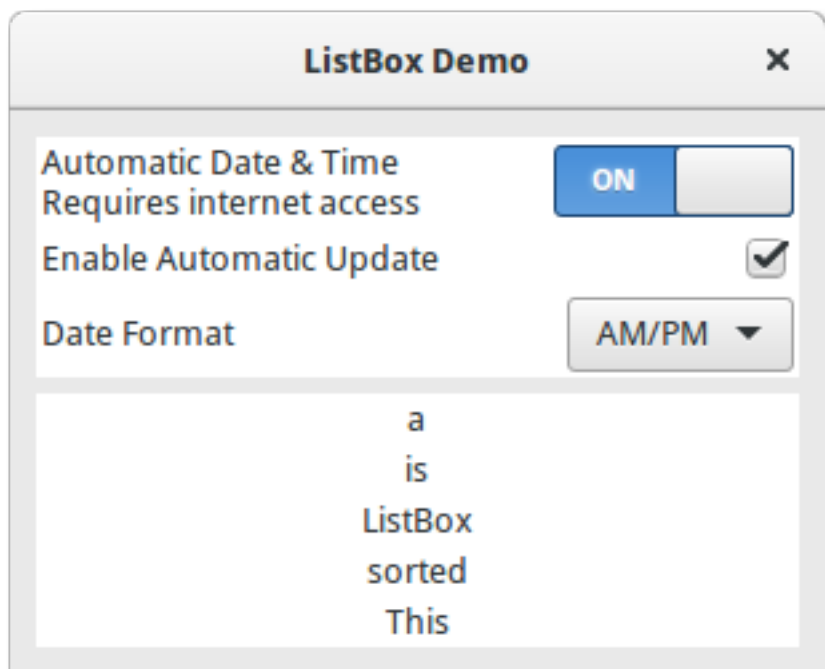 ListBox Demo
Automatic Date & Time
Requires internet access
ON
Enable Automatic Update
Date Format
AM/PM
a
is
ListBox
sorted
This